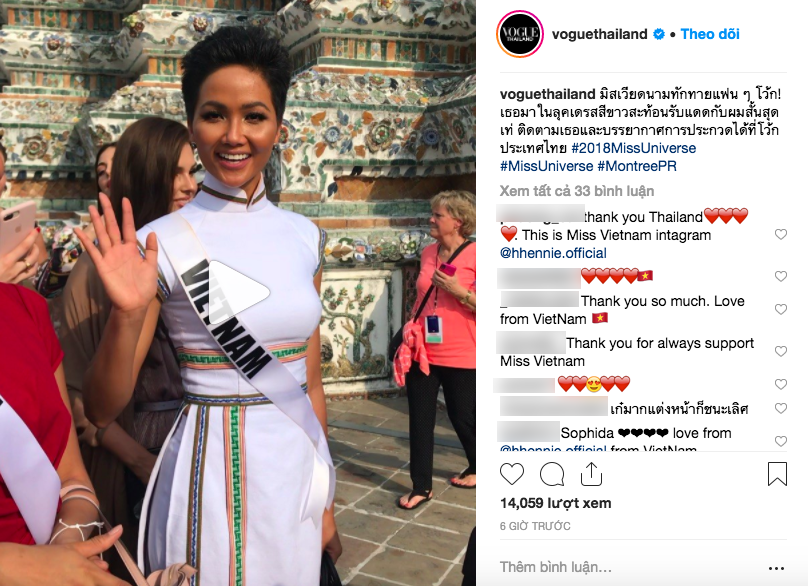 VIETNAM
VOGUE
THAILAND
voguethailand • Theo dõi
voguethailand มิสเวียดนามทักทายแฟน ๆ โว้ก!
เธอมาในลุคเดรสสีขาวสะท้อนรับแดดกับผมสั้นสุด
เท่ ติดตามเธอและบรรยากาศการประกวดได้ที่โว้ก
ประเทศไทย #2018MissUniverse
#MissUniverse #MontreePR
Xem tất cả 33 bình luận
thank you Thailand❤️❤️❤️
❤️. This is Miss Vietnam intagram
@hhennie.official
❤️❤️❤️❤️🇻🇳
Thank you so much. Love
from VietNam 🇻🇳
Thank you for always support
Miss Vietnam
❤️❤️😍❤️❤️
เก๋มากแต่งหน้าก็ชนะเลิศ
Sophida ❤❤❤❤ love from
@hhennie.official from VietNam
14,059 lượt xem
6 GIỜ TRƯỚC
Thêm bình luận...